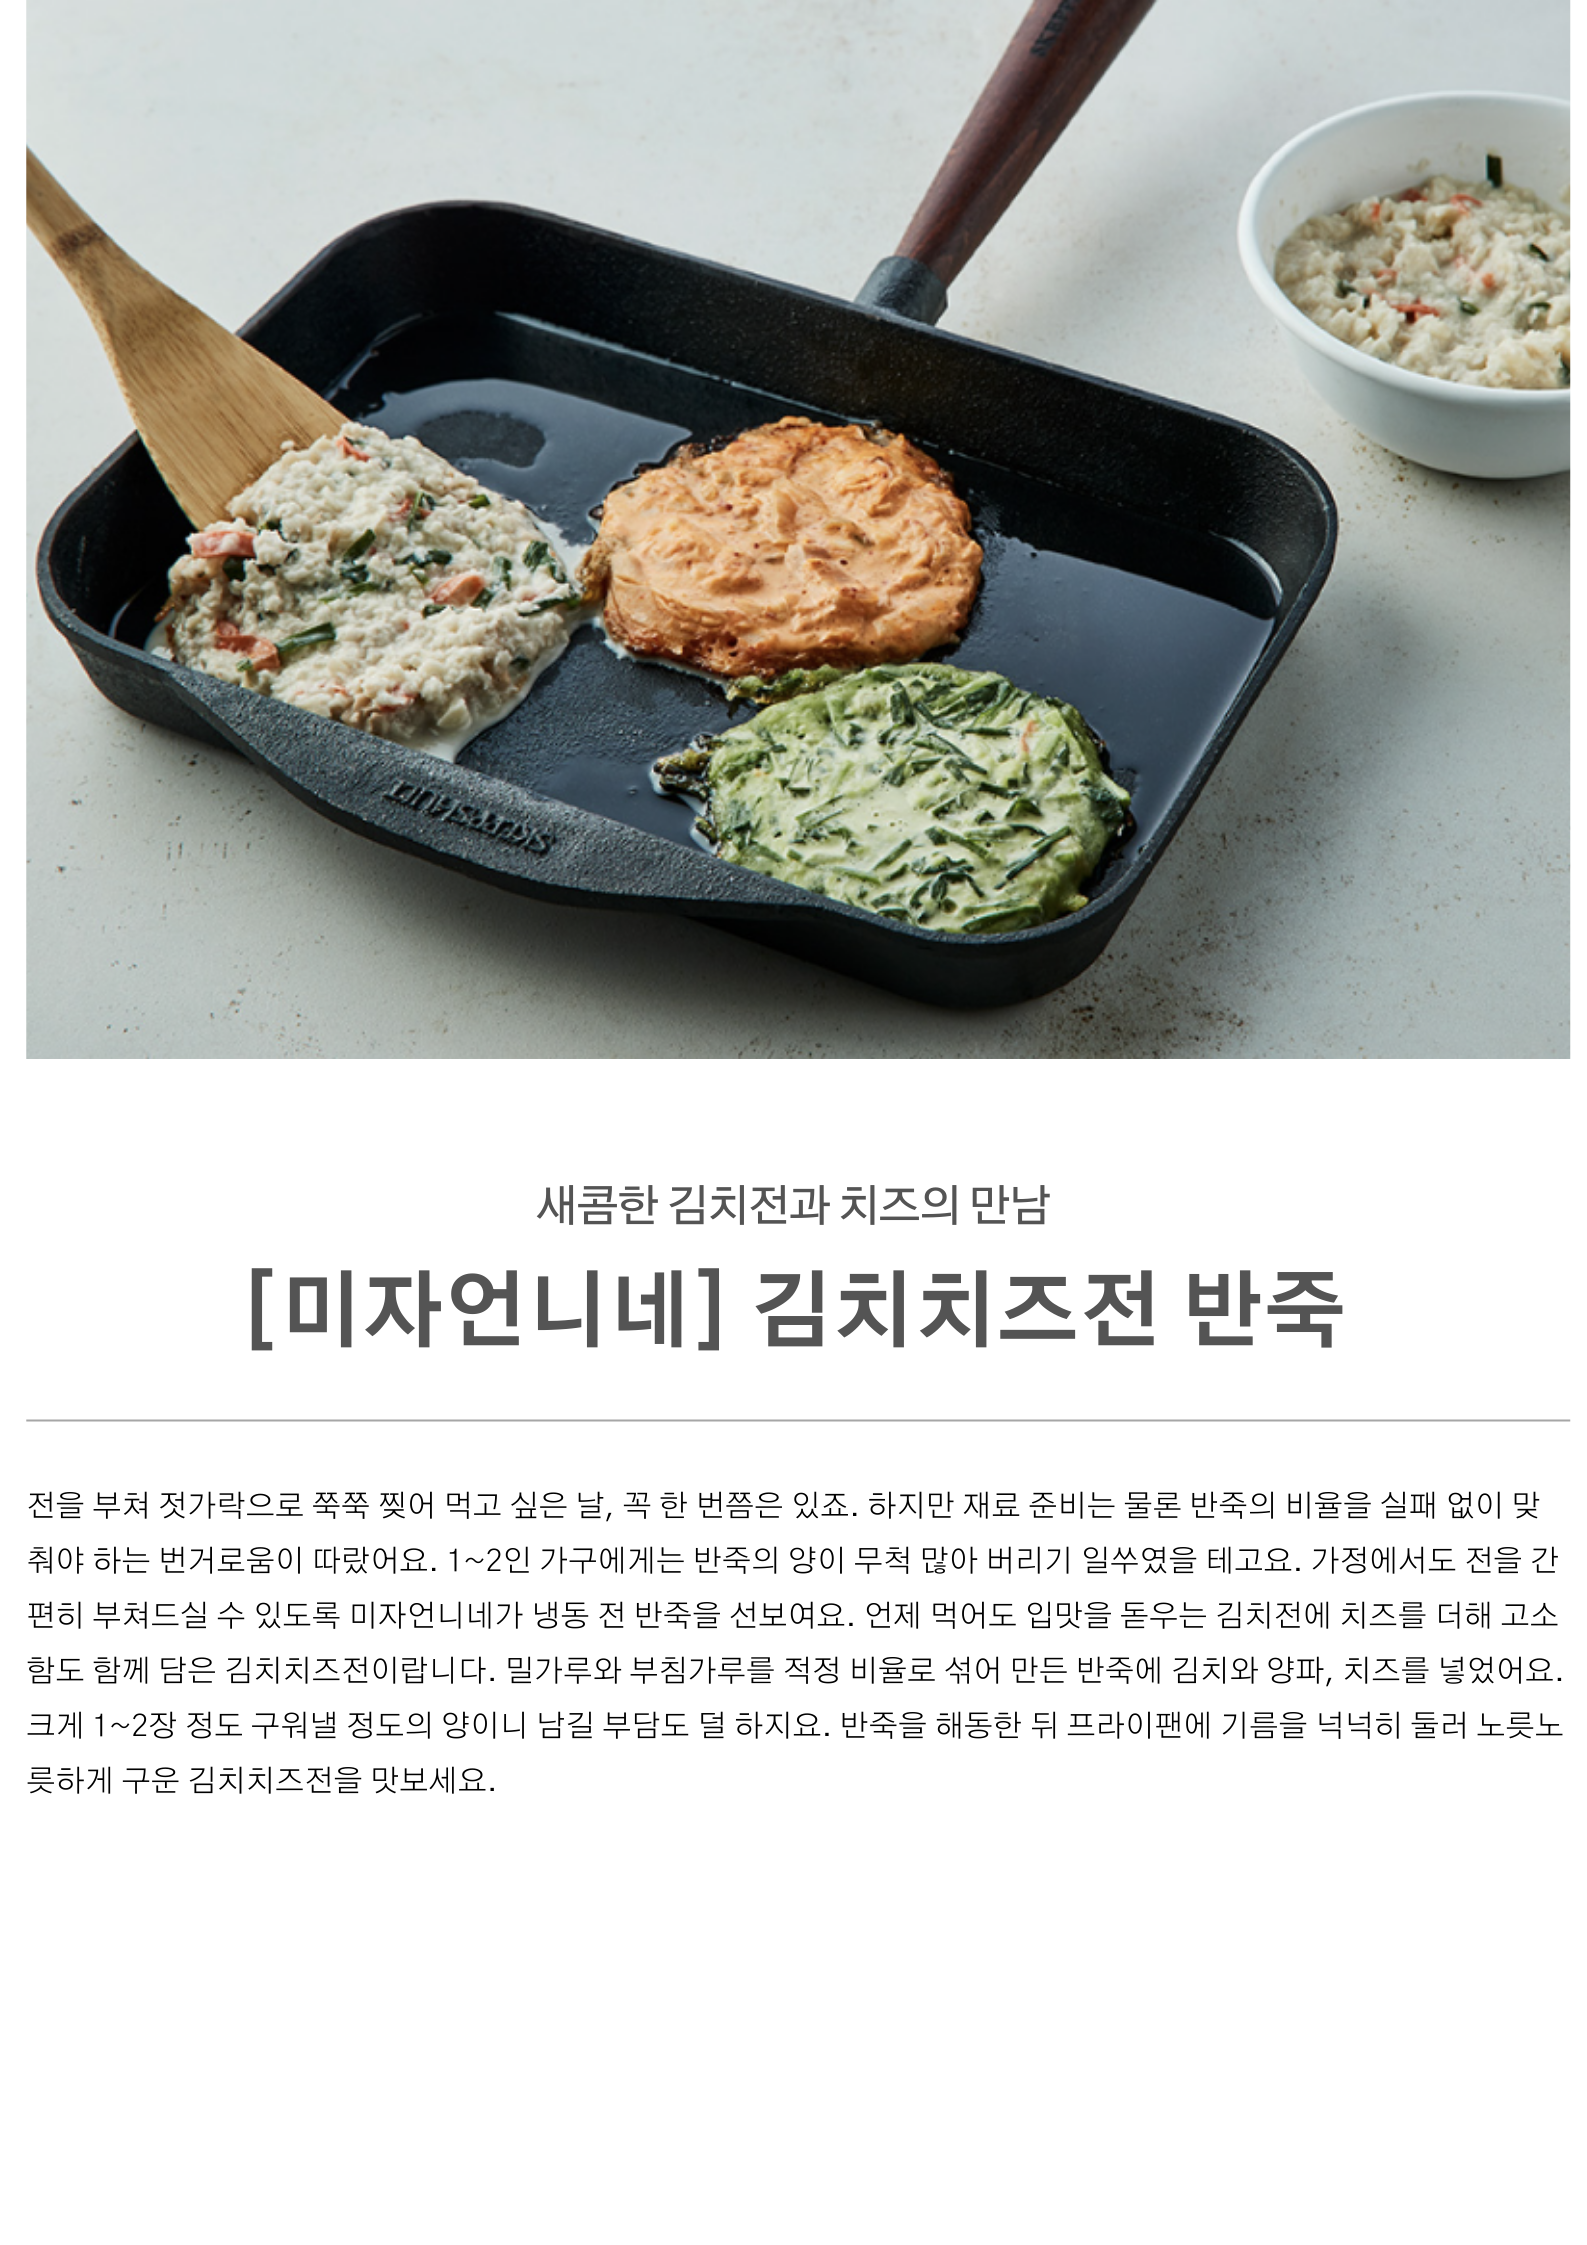 SKEPPSHULT
새콤한 김치전과 치즈의 만남
[미자언니네] 김치치즈전 반죽
전을 부쳐 젓가락으로 쭉쭉 찢어 먹고 싶은 날, 꼭 한 번쯤은 있죠. 하지만 재료 준비는 물론 반죽의 비율을 실패 없이 맞
춰야 하는 번거로움이 따랐어요. 1~2인 가구에게는 반죽의 양이 무척 많아 버리기 일쑤였을 테고요. 가정에서도 전을 간
편히 부쳐드실 수 있도록 미자언니네가 냉동 전 반죽을 선보여요. 언제 먹어도 입맛을 돋우는 김치전에 치즈를 더해 고소
함도 함께 담은 김치치즈전이랍니다. 밀가루와 부침가루를 적정 비율로 섞어 만든 반죽에 김치와 양파, 치즈를 넣었어요.
크게 1~2장 정도 구워낼 정도의 양이니 남길 부담도 덜 하지요. 반죽을 해동한 뒤 프라이팬에 기름을 넉넉히 둘러 노릇노
릇하게 구운 김치치즈전을 맛보세요.